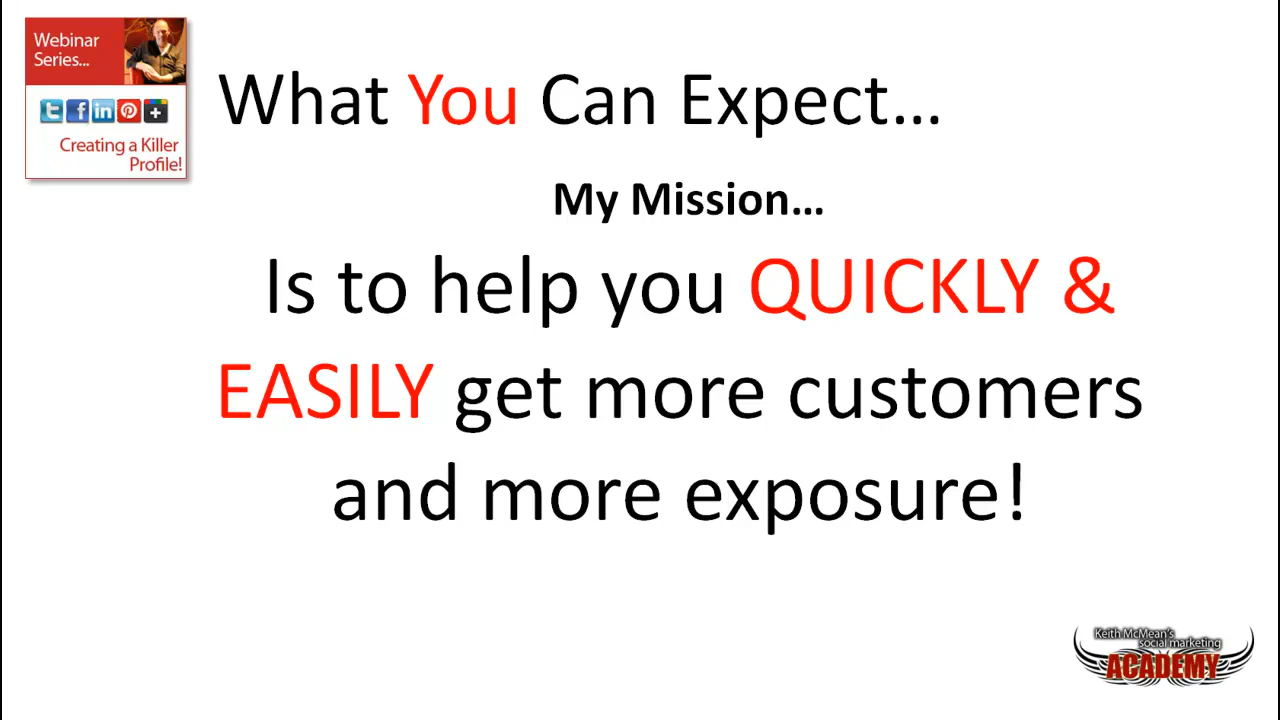 Webinar
Series...
Creating a Killer
Profile!
What You Can Expect...
My Mission...
Is to help you QUICKLY &
EASILY get more customers
and more exposure!
Keith McMean's
social marketing
ACADEMY